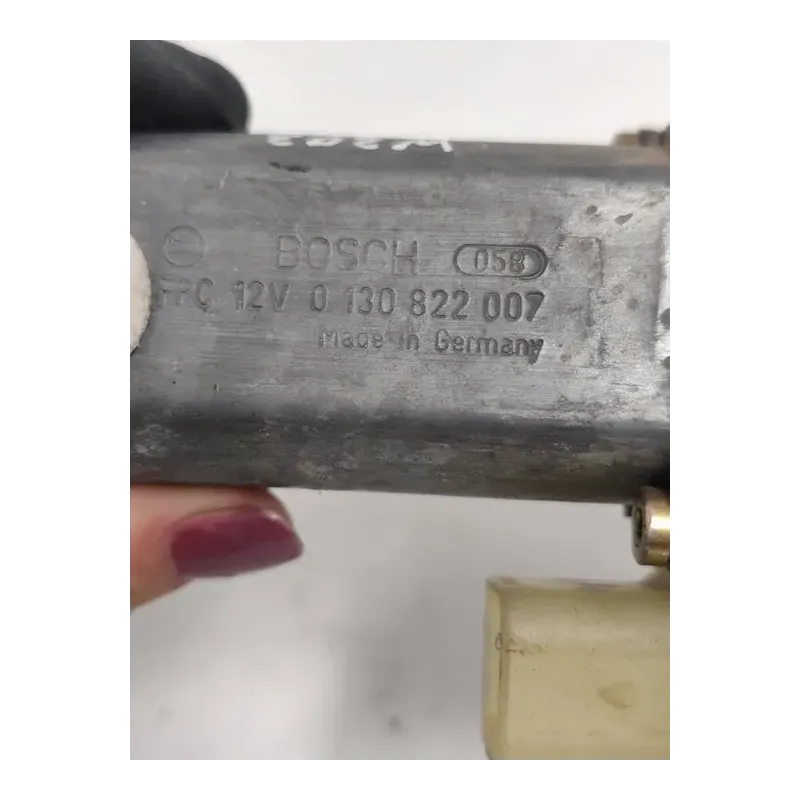 BOSCH 058
FPC 12V 0 130 822 007
Made in Germany